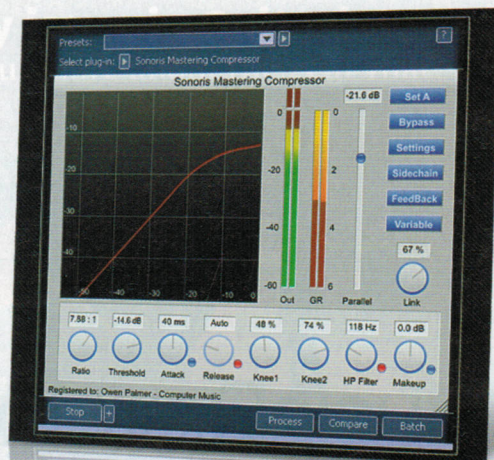 Presets:
?
Select plug-in: Sonoris Mastering Compressor
Sonoris Mastering Compressor
-21.6 dB
Set A
Bypass
Settings
Sidechain
FeedBack
Variable
67 %
Link
-10
-20
-30
-40
-50 -40 -30 -20 -10 0
0
-20
-40
-60
Out
0
2
4
6
GR
Parallel
7.58 : 1
-14.6 dB
40 ms
Auto
48 %
74 %
118 Hz
0.0 dB
Ratio
Threshold
Attack
Release
Knee1
Knee2
HP Filter
Makeup
Registered to: Owen Palmer - Computer Music
Stop
+
Process
Compare
Batch